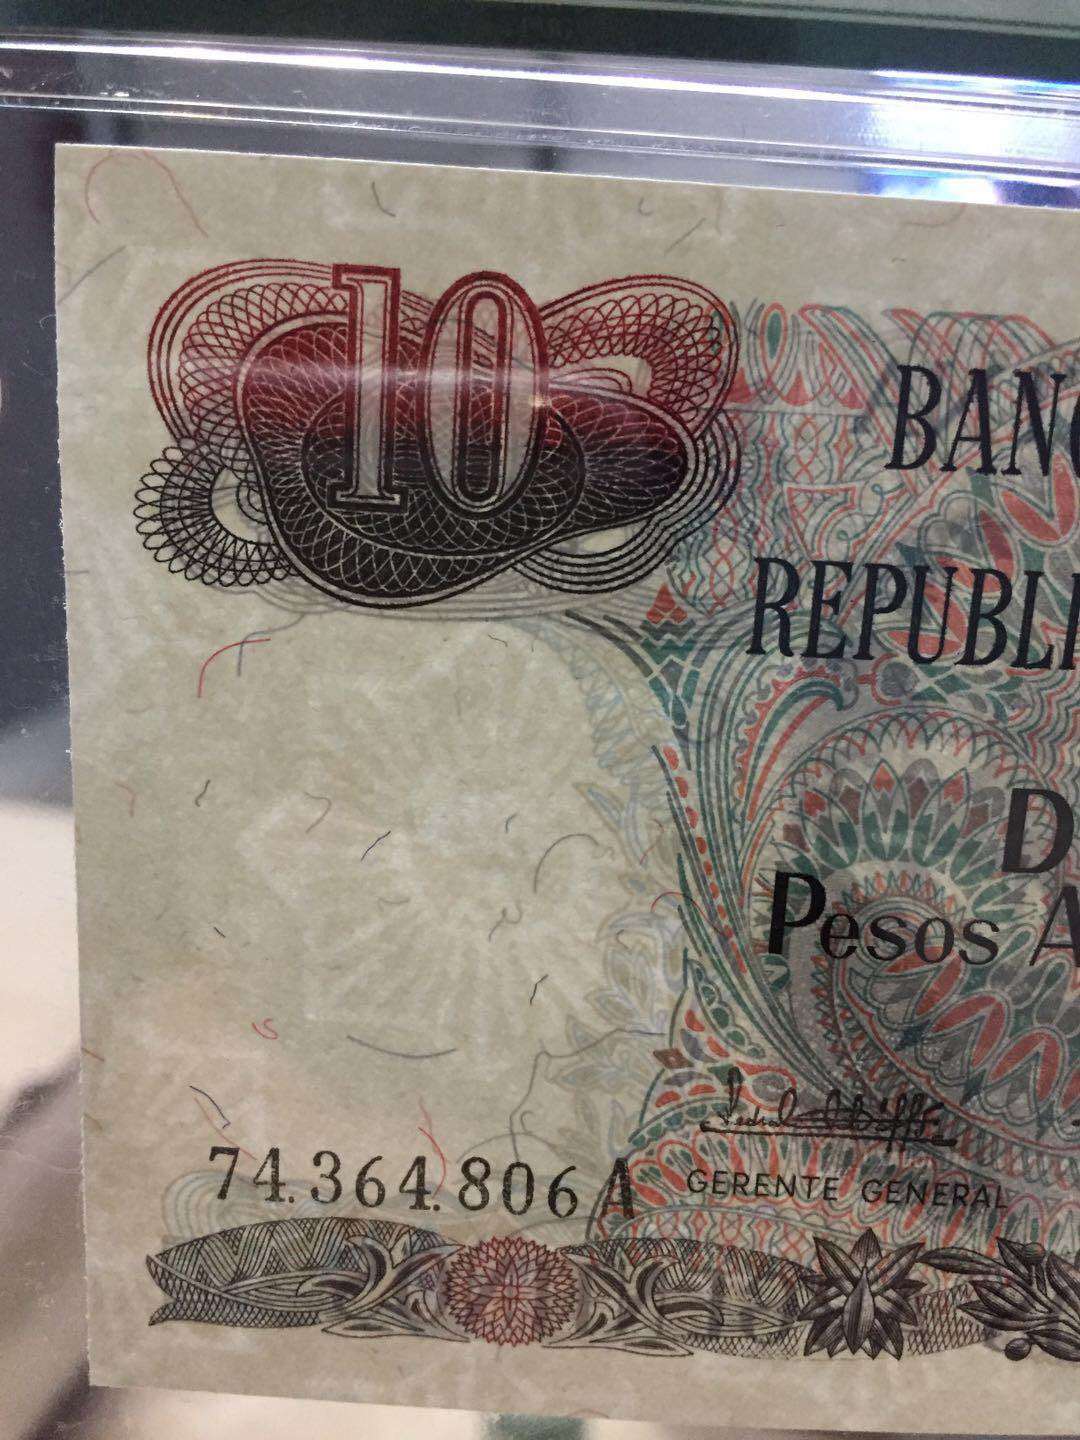 10
BANC
REPUBLI
D
Pesos A
74.364.806 A
GERENTE GENERAL